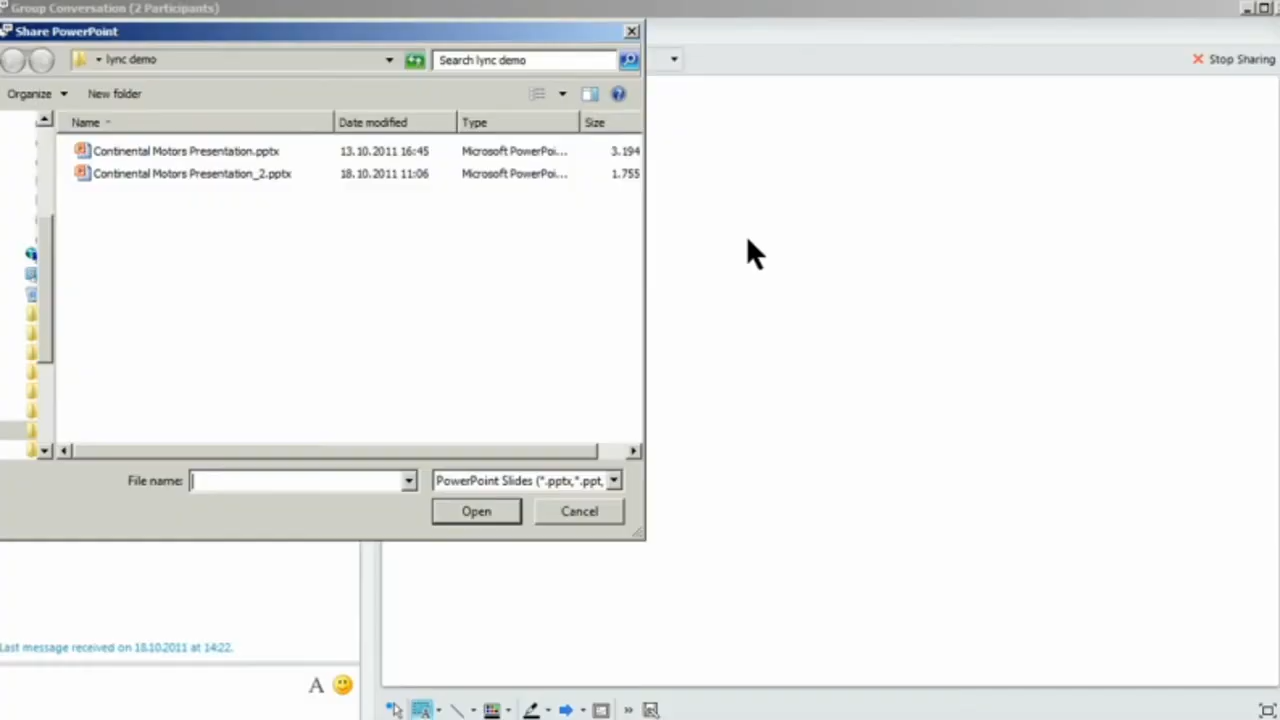 Group Conversation (2 Participants)
Share PowerPoint
lync demo
Search lync demo
Stop Sharing
Organize
New folder
Name
Date modified
Type
Size
Continental Motors Presentation.pptx 13.10.2011 16:45 Microsoft PowerPoi... 3.194
Continental Motors Presentation_2.pptx 18.10.2011 11:06 Microsoft PowerPoi... 1.755
File name:
PowerPoint Slides (*.pptx,*.ppt,
Open
Cancel
Last message received on 18.10.2011 at 14:22.
A